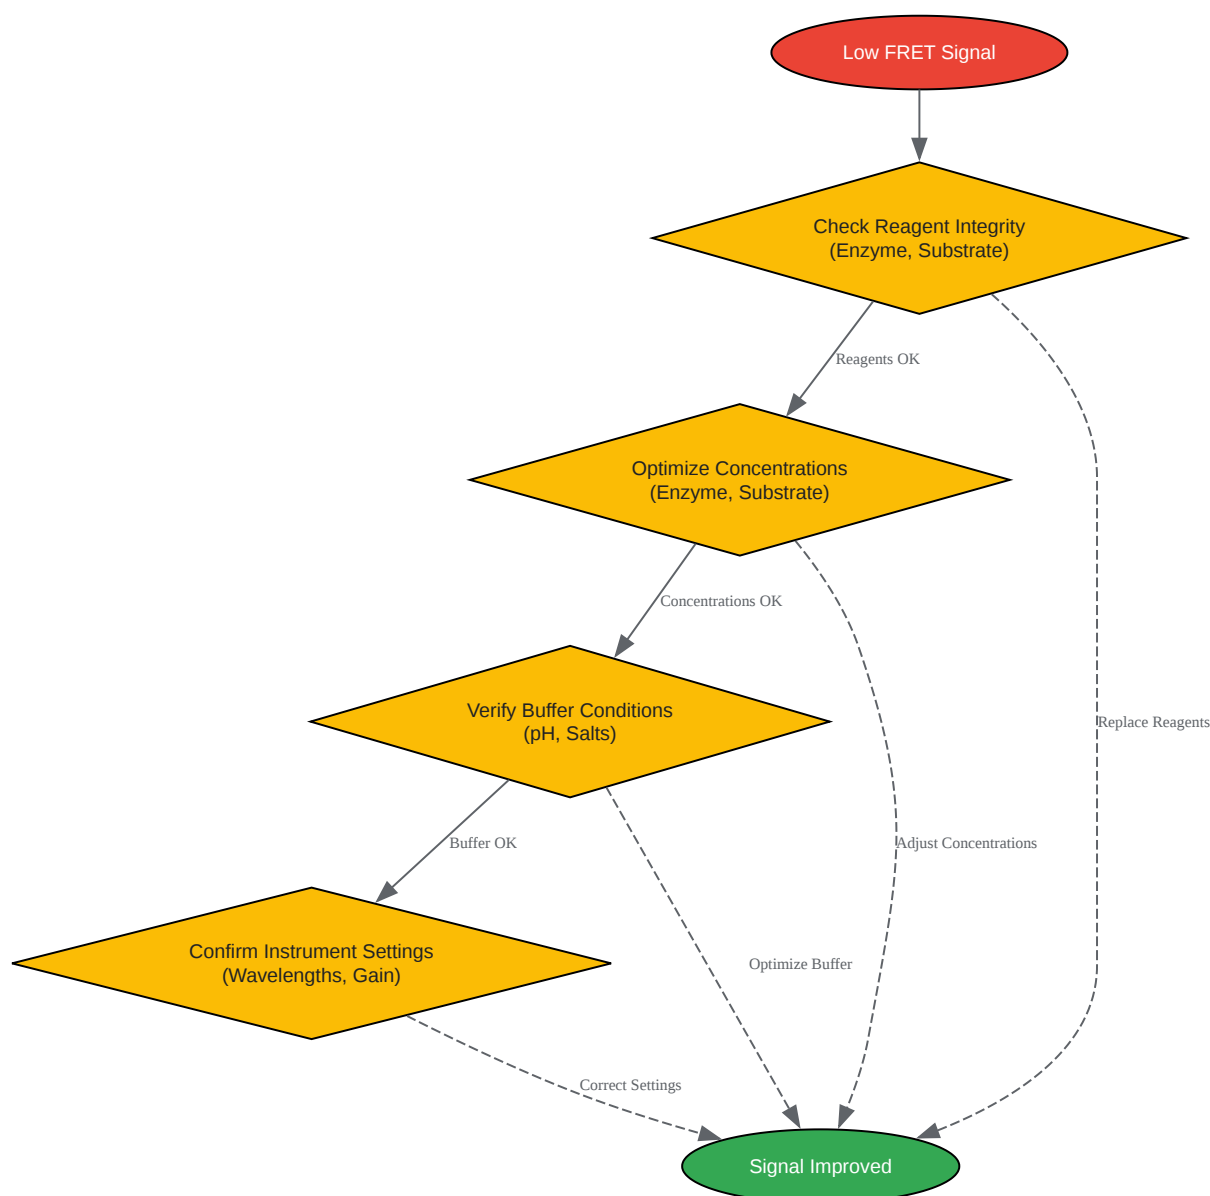 Low FRET Signal
Check Reagent Integrity
(Enzyme, Substrate)
Reagents OK
Optimize Concentrations
(Enzyme, Substrate)
Concentrations OK
Verify Buffer Conditions
(pH, Salts)
Replace Reagents
Buffer OK
Adjust Concentrations
Confirm Instrument Settings
(Wavelengths, Gain)
Optimize Buffer
Correct Settings
Signal Improved